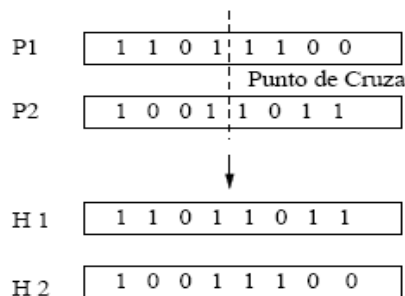 P1 1 1 0 1 1 1 0 0
Punto de Cruza
P2 1 0 0 1 1 0 1 1
H 1 1 1 0 1 1 0 1 1
H 2 1 0 0 1 1 1 0 0